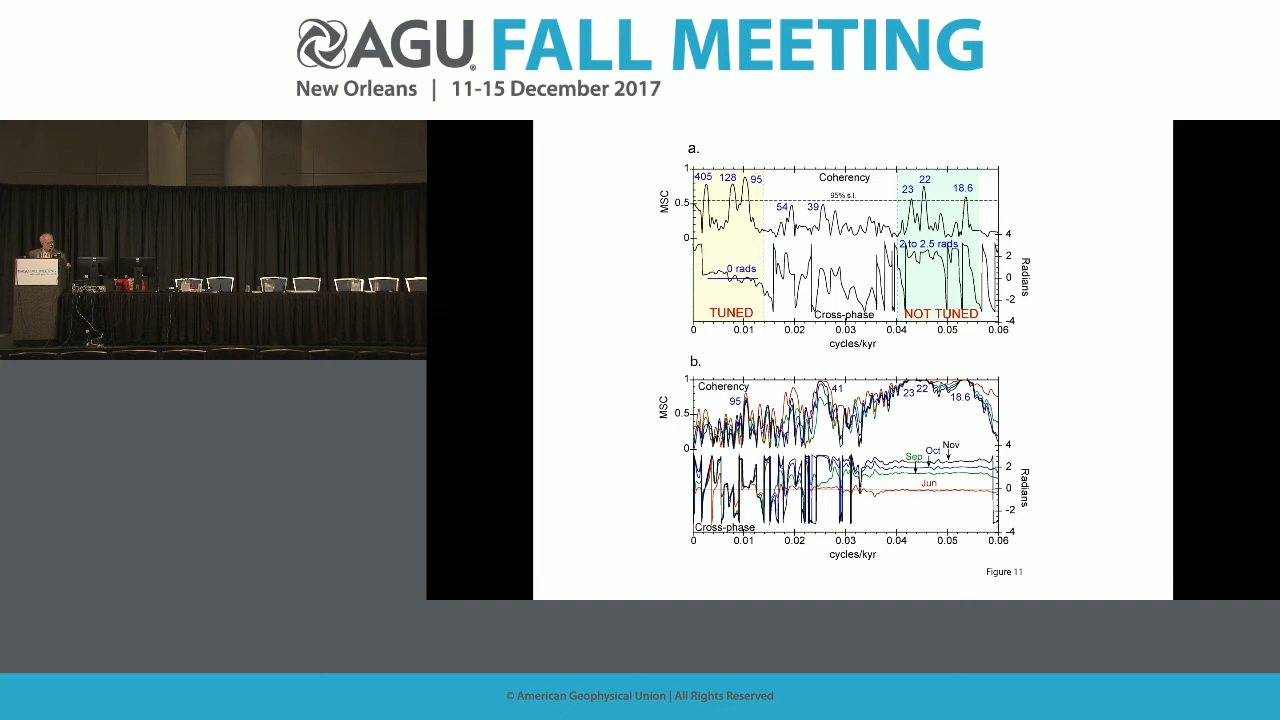 AGU FALL MEETING
New Orleans | 11-15 December 2017
AGU FALL MEETING
a.
1
405 128 95
Coherency
22
23
18.6
MSC
0.5
95% s.l.
54
39
0
4
2 to 2.5 rads
2
0 rads
0
Radians
-2
TUNED
Cross-phase
NOT TUNED
-4
0 0.01 0.02 0.03 0.04 0.05 0.06
cycles/kyr
b.
1
Coherency
41
95
23 22 18.6
MSC
0.5
0
4
Nov
Oct
Sep
2
Jun
0
Radians
-2
Cross-phase
-4
0 0.01 0.02 0.03 0.04 0.05 0.06
cycles/kyr
Figure 11
© American Geophysical Union | All Rights Reserved